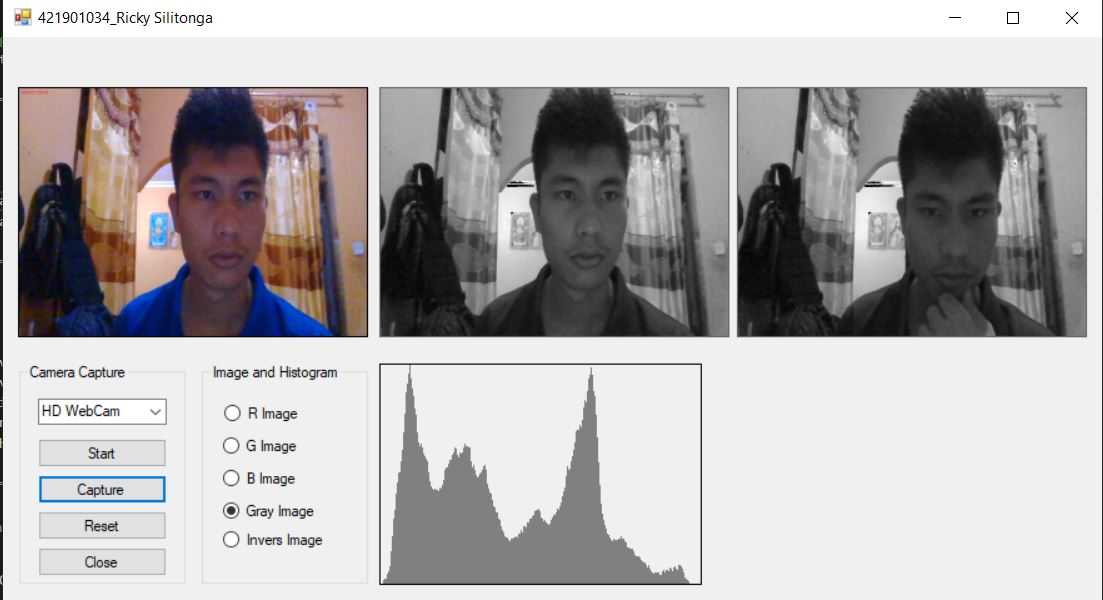 421901034_Ricky Silitonga
Camera Capture
HD WebCam
Start
Capture
Reset
Close
Image and Histogram
R Image
G Image
B Image
Gray Image
Invers Image